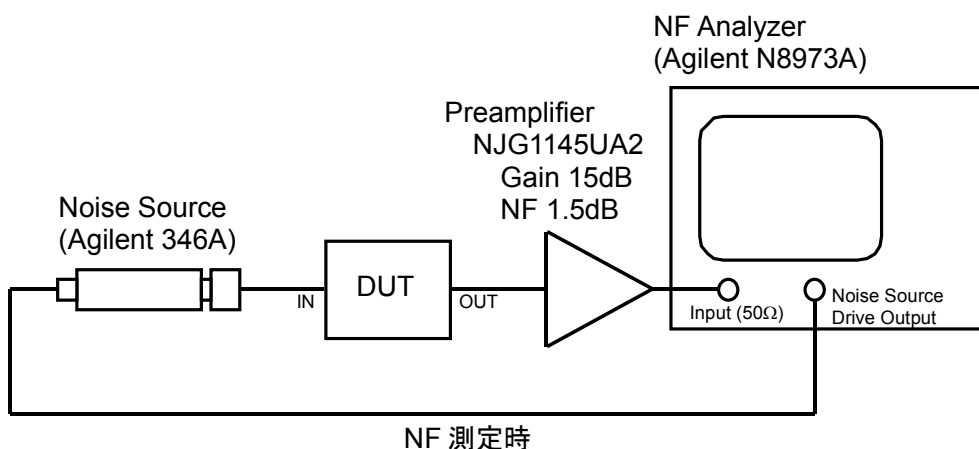 NF Analyzer
(Agilent N8973A)
Preamplifier
NJG1145UA2
Gain 15dB
NF 1.5dB
Noise Source
(Agilent 346A)
IN
DUT
OUT
Input (50Ω)
Noise Source
Drive Output
NF 測定時